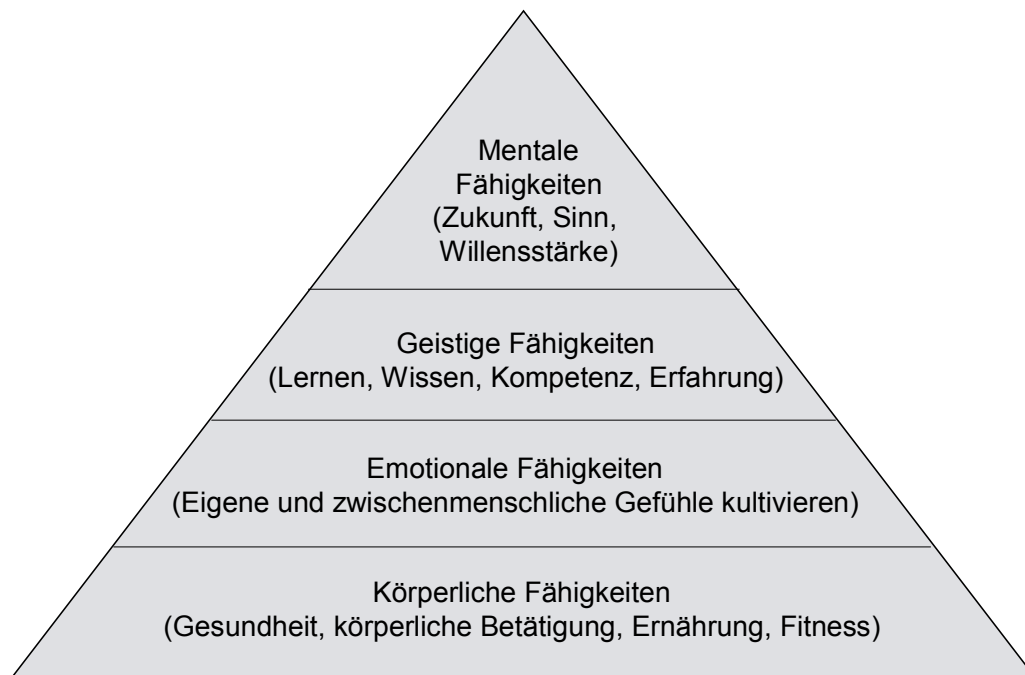 Mentale
Fähigkeiten
(Zukunft, Sinn,
Willensstärke)
Geistige Fähigkeiten
(Lernen, Wissen, Kompetenz, Erfahrung)
Emotionale Fähigkeiten
(Eigene und zwischenmenschliche Gefühle kultivieren)
Körperliche Fähigkeiten
(Gesundheit, körperliche Betätigung, Ernährung, Fitness)